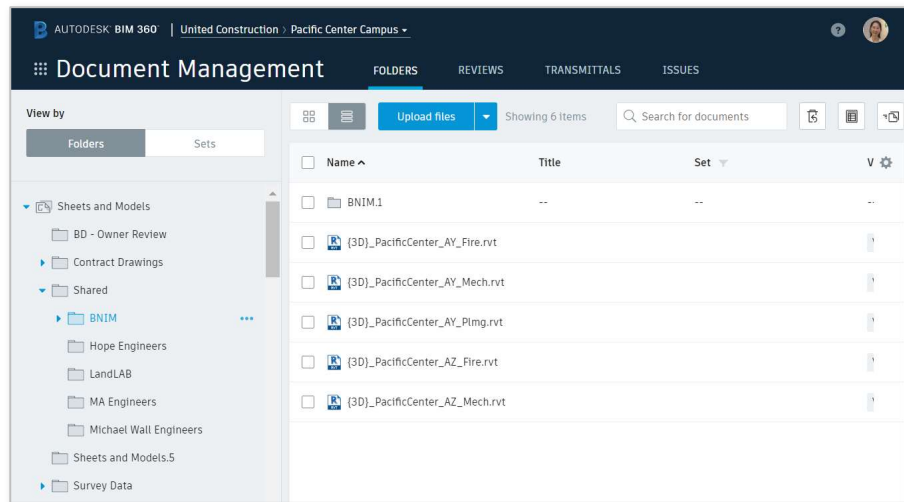 AUTODESK® BIM 360™ | United Construction > Pacific Center Campus
Document Management
FOLDERS REVIEWS TRANSMITTALS ISSUES
View by
Folders Sets
Sheets and Models
BD - Owner Review
Contract Drawings
Shared
BNIM
Hope Engineers
LandLAB
MA Engineers
Michael Wall Engineers
Sheets and Models.5
Survey Data
Upload files Showing 6 items Search for documents
Name Title Set V
BNIM.1 -- -- --
{3D}_PacificCenter_AY_Fire.rvt
{3D}_PacificCenter_AY_Mech.rvt
{3D}_PacificCenter_AY_Plmg.rvt
{3D}_PacificCenter_AZ_Fire.rvt
{3D}_PacificCenter_AZ_Mech.rvt